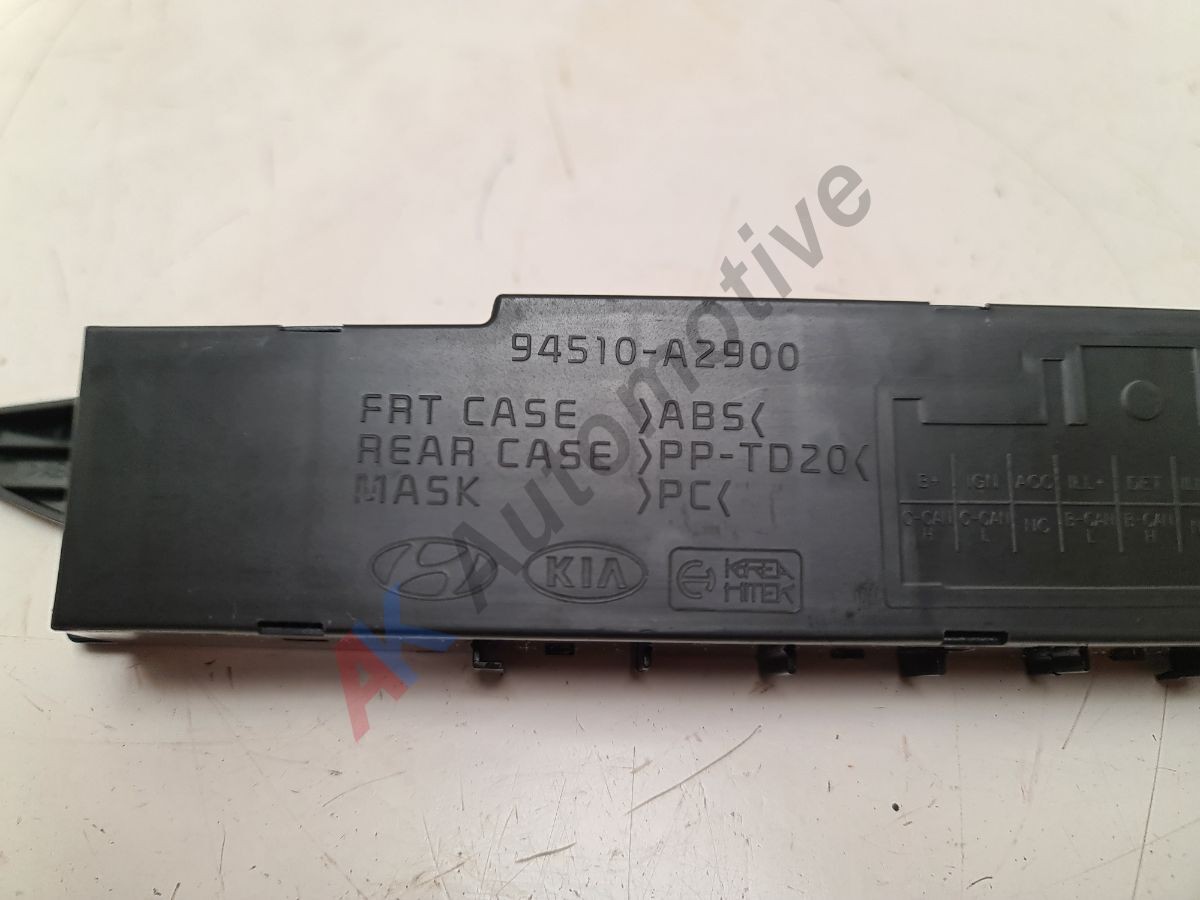 94510-A2900
FRT CASE >ABS<
REAR CASE >PP-TD20<
MASK >PC<
KIA
KOREA
HITEK
B+ IGN ACC ILL+ DET
C-CAN H C-CAN L NC B-CAN L B-CAN H
AK Automotive